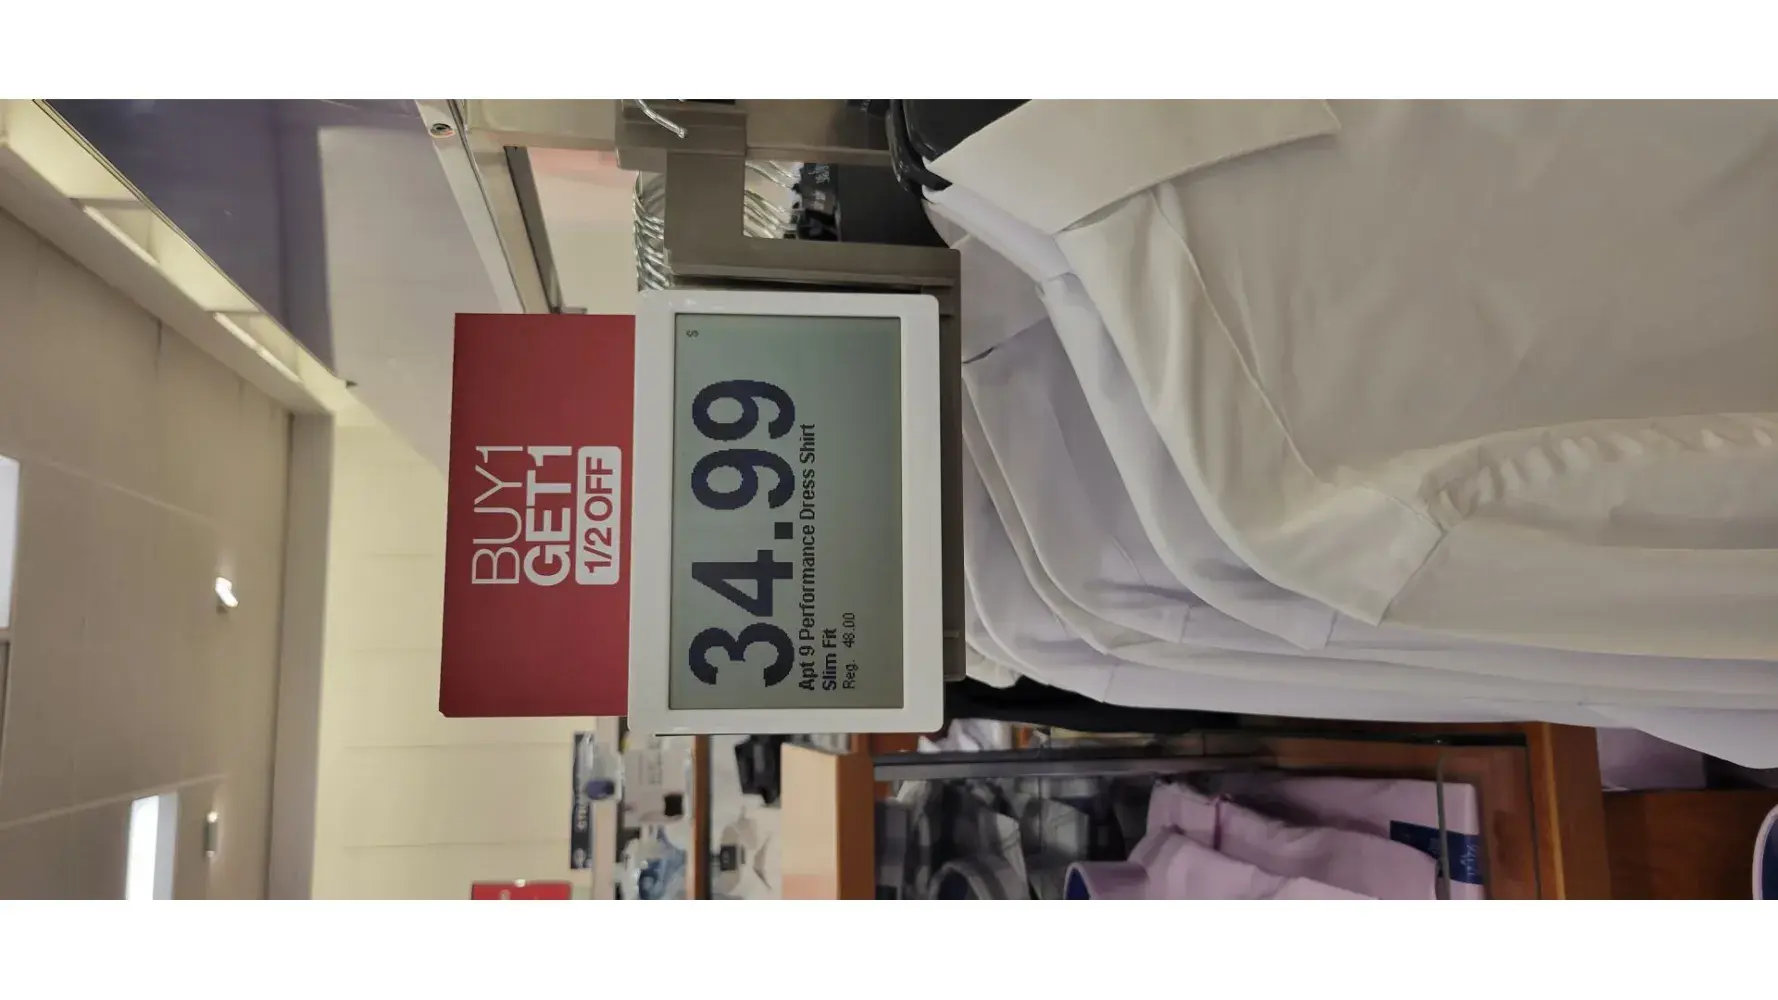 BUY1
GET1
1/2 OFF
S
34.99
Apt 9 Performance Dress Shirt
Slim Fit
Reg. 48.00